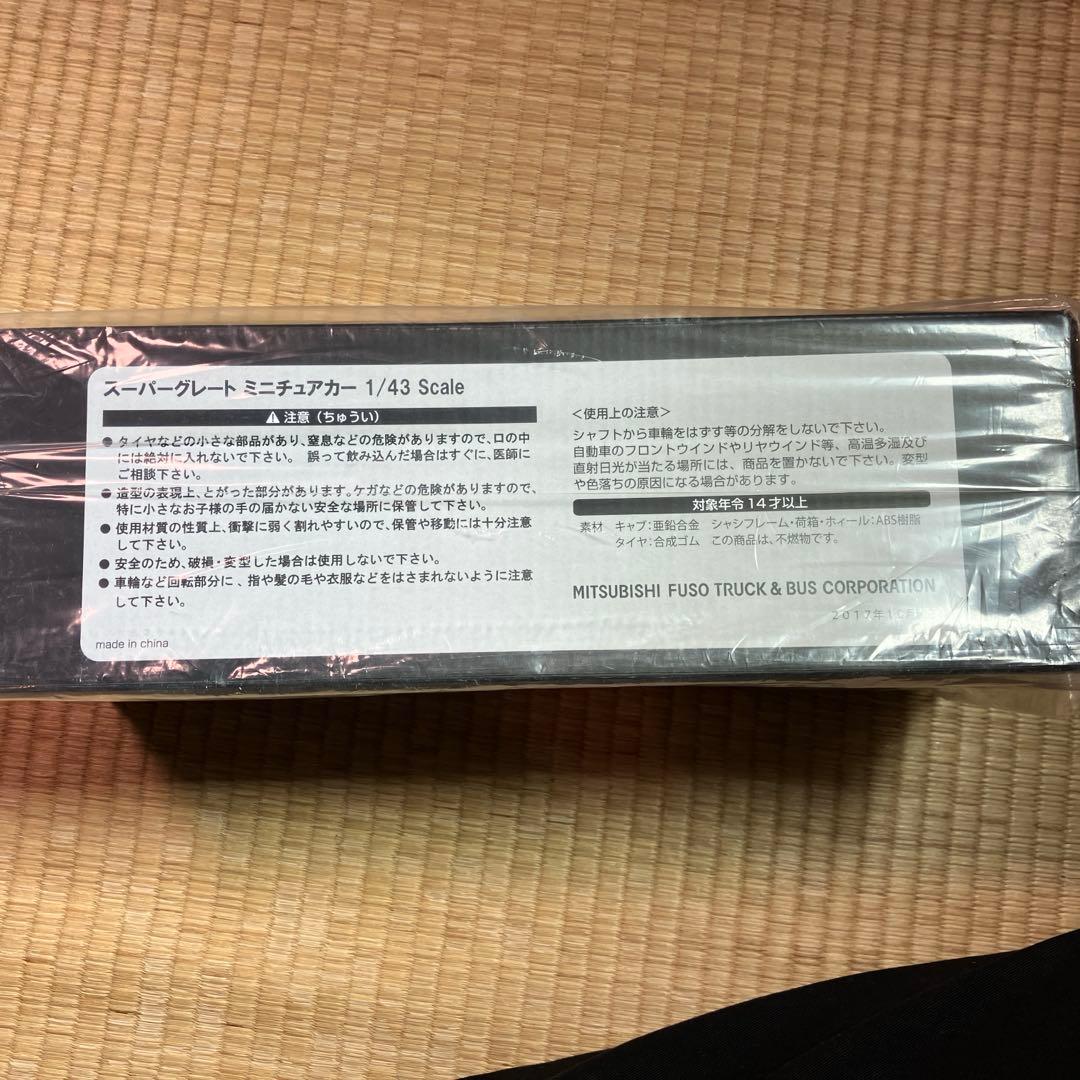 スーパーグレート ミニチュアカー 1/43 Scale
⚠ 注意（ちゅうい）
● タイヤなどの小さな部品があり、窒息などの危険がありますので、口の中
には絶対に入れないで下さい。 誤って飲み込んだ場合はすぐに、医師に
ご相談下さい。
● 造型の表現上、とがった部分があります。ケガなどの危険がありますので、
特に小さなお子様の手の届かない安全な場所に保管して下さい。
● 使用材質の性質上、衝撃に弱く割れやすいので、保管や移動には十分注意
して下さい。
● 安全のため、破損・変型した場合は使用しないで下さい。
● 車輪など回転部分に、指や髪の毛や衣服などをはさまれないように注意
して下さい。
made in china
＜使用上の注意＞
シャフトから車輪をはずす等の分解をしないで下さい。
自動車のフロントウインドやリヤウインド等、高温多湿及び
直射日光が当たる場所には、商品を置かないで下さい。変型
や色落ちの原因になる場合があります。
対象年令14才以上
素材 キャブ：亜鉛合金 シャシフレーム・荷箱・ホィール：ABS樹脂
タイヤ：合成ゴム この商品は、不燃物です。
MITSUBISHI FUSO TRUCK & BUS CORPORATION
2017年10月